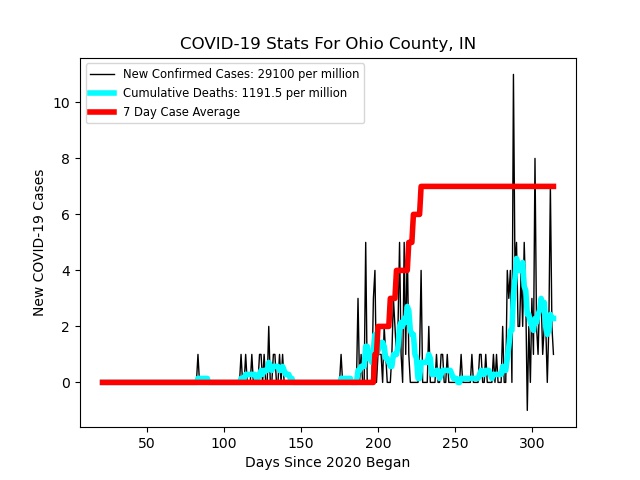 COVID-19 Stats For Ohio County, IN
New Confirmed Cases: 29100 per million
Cumulative Deaths: 1191.5 per million
7 Day Case Average
New COVID-19 Cases
10
8
6
4
2
0
50 100 150 200 250 300
Days Since 2020 Began